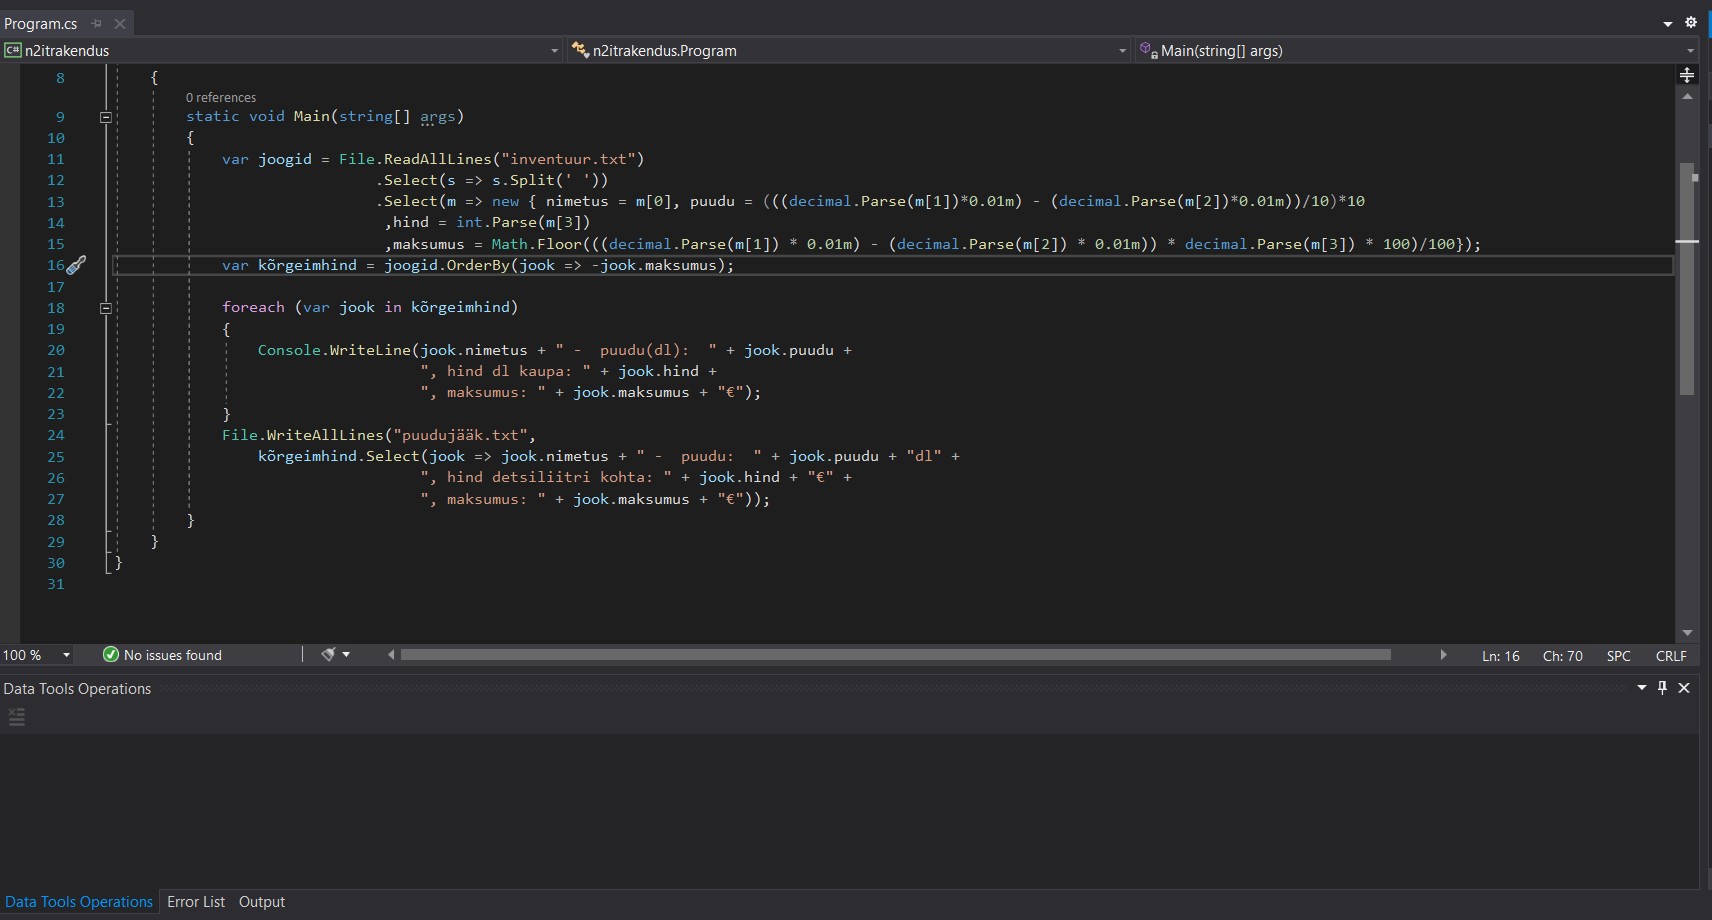 Program.cs
C# n2itrakendus
n2itrakendus.Program
Main(string[] args)
8 {
0 references
9 static void Main(string[] args)
10 {
11 var joogid = File.ReadAllLines("inventuur.txt")
12 .Select(s => s.Split(' '))
13 .Select(m => new { nimetus = m[0], puudu = (((decimal.Parse(m[1])*0.01m) - (decimal.Parse(m[2])*0.01m))/10)*10
14 ,hind = int.Parse(m[3])
15 ,maksumus = Math.Floor(((decimal.Parse(m[1]) * 0.01m) - (decimal.Parse(m[2]) * 0.01m)) * decimal.Parse(m[3]) * 100)/100});
16 var kõrgeimhind = joogid.OrderBy(jook => -jook.maksumus);
17
18 foreach (var jook in kõrgeimhind)
19 {
20 Console.WriteLine(jook.nimetus + " -  puudu(dl):  " + jook.puudu +
21 ", hind dl kaupa: " + jook.hind +
22 ", maksumus: " + jook.maksumus + "€");
23 }
24 File.WriteAllLines("puudujääk.txt",
25 kõrgeimhind.Select(jook => jook.nimetus + " -  puudu:  " + jook.puudu + "dl" +
26 ", hind detsiliitri kohta: " + jook.hind + "€" +
27 ", maksumus: " + jook.maksumus + "€"));
28 }
29 }
30 }
31
100 %
No issues found
Ln: 16
Ch: 70
SPC
CRLF
Data Tools Operations
Data Tools Operations
Error List
Output